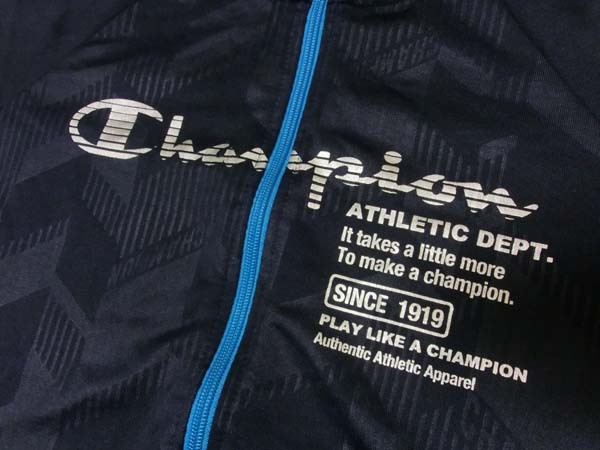 Champion
ATHLETIC DEPT.
It takes a little more
To make a champion.
SINCE 1919
PLAY LIKE A CHAMPION
Authentic Athletic Apparel